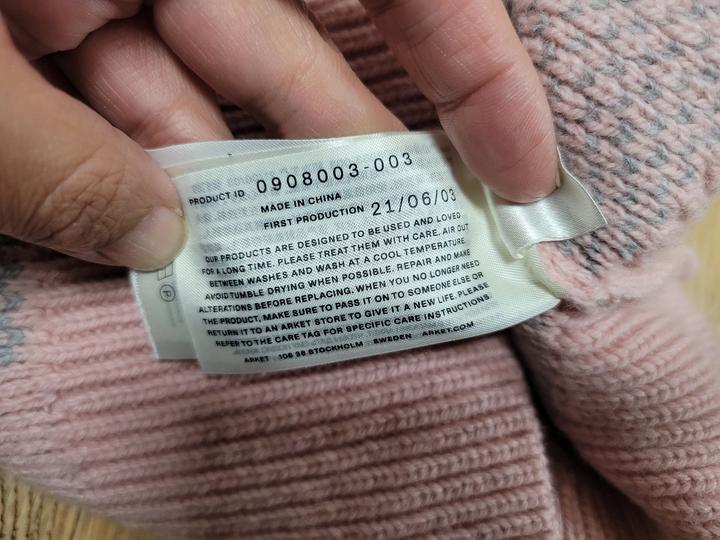 PRODUCT ID 0908003-003
MADE IN CHINA
FIRST PRODUCTION 21/06/03
OUR PRODUCTS ARE DESIGNED TO BE USED AND LOVED
FOR A LONG TIME. PLEASE TREAT THEM WITH CARE. AIR OUT
BETWEEN WASHES AND WASH AT A COOL TEMPERATURE.
AVOID TUMBLE DRYING WHEN POSSIBLE. REPAIR AND MAKE
ALTERATIONS BEFORE REPLACING. WHEN YOU NO LONGER NEED
THE PRODUCT, MAKE SURE TO PASS IT ON TO SOMEONE ELSE OR
RETURN IT TO AN ARKET STORE TO GIVE IT A NEW LIFE. PLEASE
REFER TO THE CARE TAG FOR SPECIFIC CARE INSTRUCTIONS.
ARKET 106 38 STOCKHOLM SWEDEN ARKET.COM
P